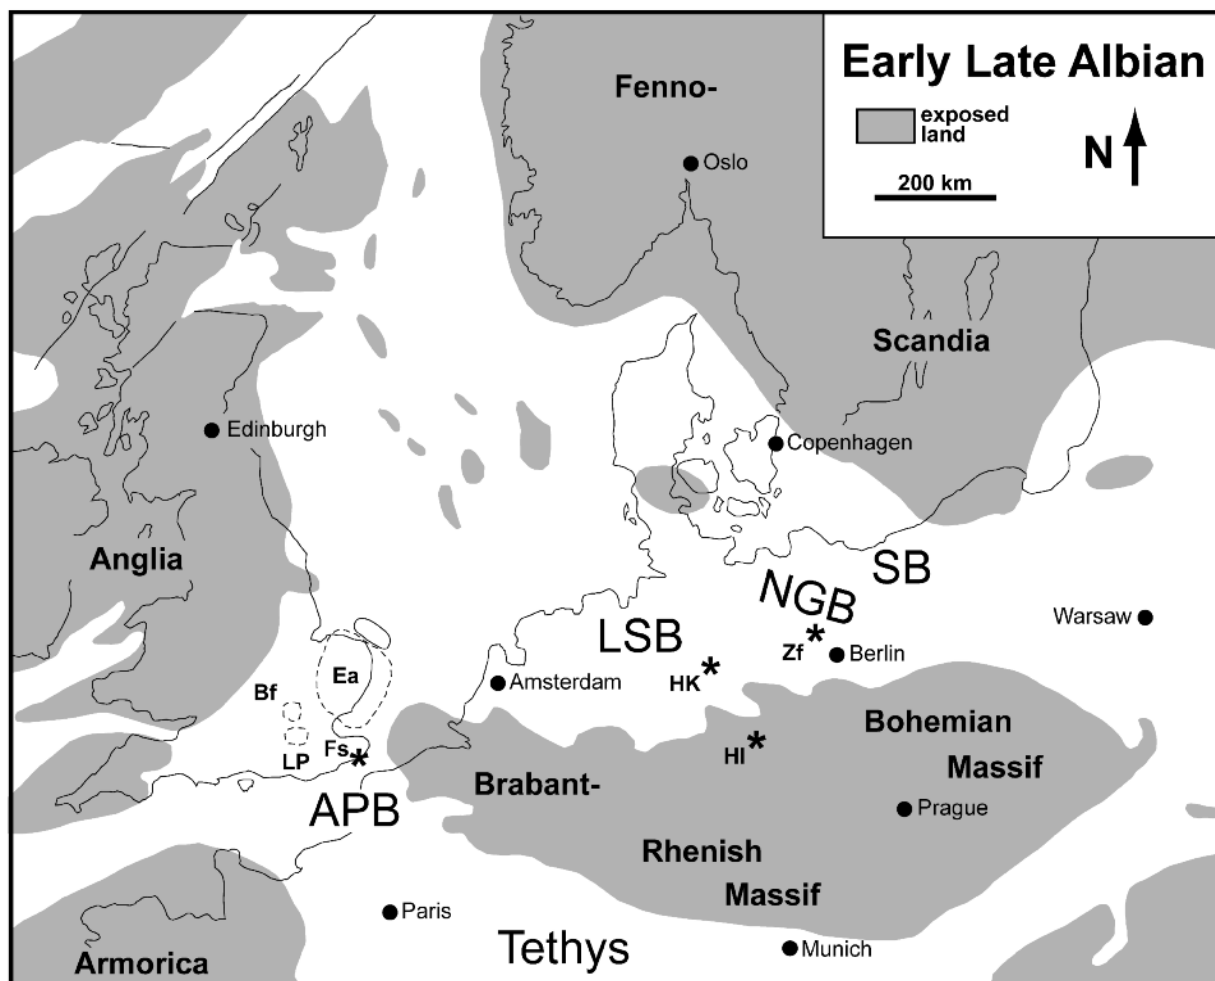 Early Late Albian
exposed
land
N
200 km
Fenno-
Oslo
Scandia
Edinburgh
Copenhagen
Anglia
SB
NGB
Warsaw
LSB
Zf
Berlin
Ea
HK
Amsterdam
Bf
Bohemian
Fs
LP
HI
Massif
Brabant-
APB
Prague
Rhenish
Massif
Paris
Tethys
Munich
Armorica